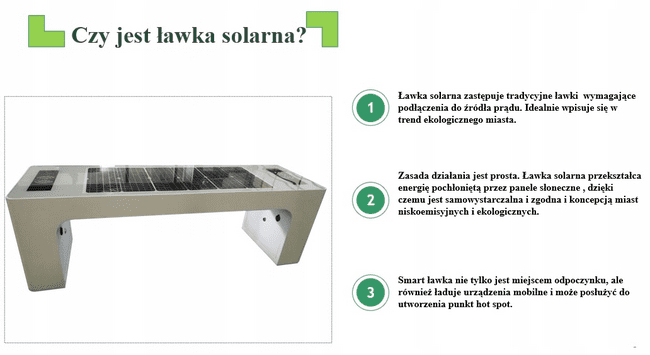 Czy jest ławka solarna?
1
Ławka solarna zastępuje tradycyjne ławki wymagające
podłączenia do źródła prądu. Idealnie wpisuje się w
trend ekologicznego miasta.
2
Zasada działania jest prosta. Ławka solarna przekształca
energię pochłoniętą przez panele słoneczne , dzięki
czemu jest samowystarczalna i zgodna i koncepcją miast
niskoemisyjnych i ekologicznych.
3
Smart ławka nie tylko jest miejscem odpoczynku, ale
również ładuje urządzenia mobilne i może posłużyć do
utworzenia punkt hot spot.